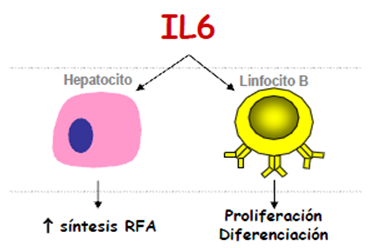 IL6
Hepatocito
Linfocito B
↑ síntesis RFA
Proliferación
Diferenciación